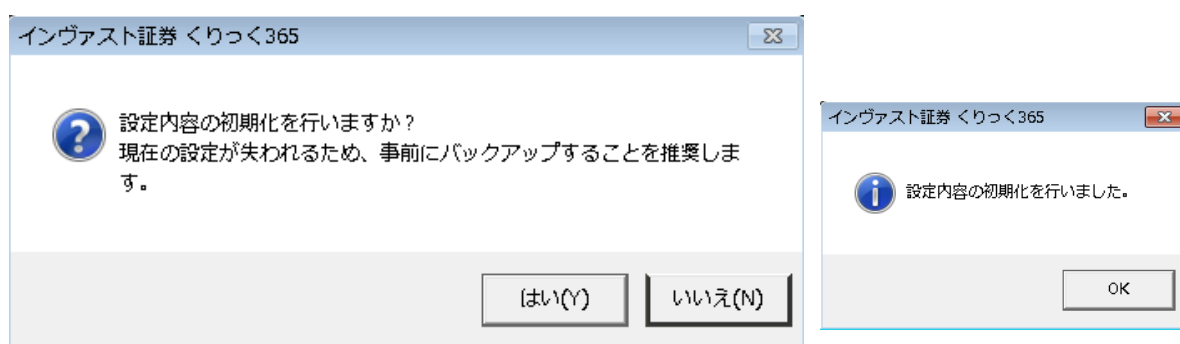 インヴァスト証券 くりっく365
設定内容の初期化を行いますか?
現在の設定が失われるため、事前にバックアップすることを推奨しま
す。
はい(Y)
いいえ(N)
インヴァスト証券 くりっく365
設定内容の初期化を行いました。
OK